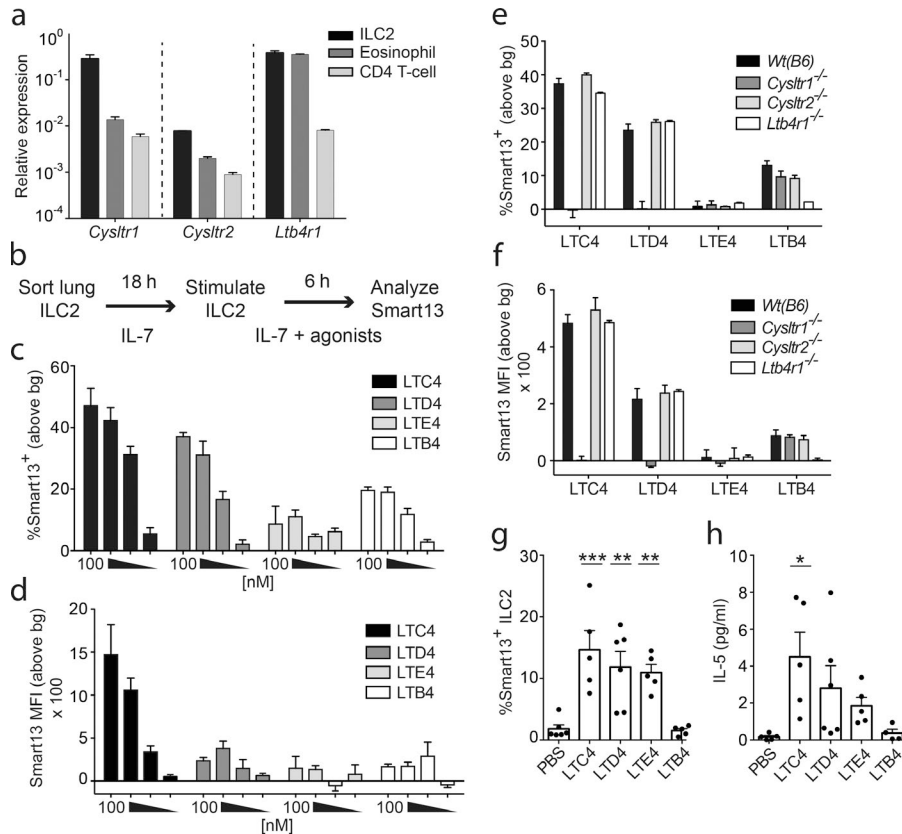 a
ILC2
Eosinophil
CD4 T-cell
Relative expression
10^0
10^-1
10^-2
10^-3
10^-4
Cysltr1
Cysltr2
Ltb4r1
b
Sort lung ILC2
18 h
IL-7
Stimulate ILC2
6 h
IL-7 + agonists
Analyze Smart13
c
%Smart13+ (above bg)
60
40
20
0
LTC4
LTD4
LTE4
LTB4
100
100
100
100
[nM]
d
Smart13 MFI (above bg)
x 100
20
15
10
5
0
LTC4
LTD4
LTE4
LTB4
100
100
100
100
[nM]
e
%Smart13+ (above bg)
50
40
30
20
10
0
Wt(B6)
Cysltr1-/-
Cysltr2-/-
Ltb4r1-/-
LTC4
LTD4
LTE4
LTB4
f
Smart13 MFI (above bg)
x 100
6
4
2
0
Wt(B6)
Cysltr1-/-
Cysltr2-/-
Ltb4r1-/-
LTC4
LTD4
LTE4
LTB4
g
%Smart13+ ILC2
30
20
10
0
***
**
**
PBS
LTC4
LTD4
LTE4
LTB4
h
IL-5 (pg/ml)
10
8
6
4
2
0
*
PBS
LTC4
LTD4
LTE4
LTB4